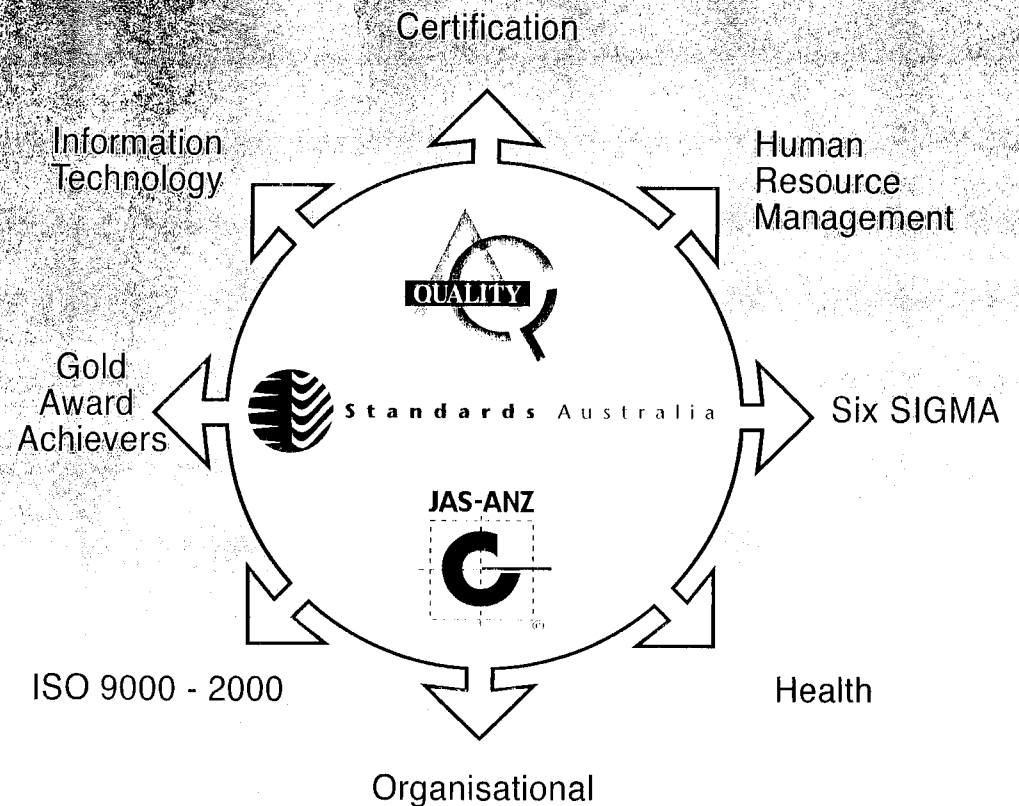 Certification
Information
Technology
Human
Resource
Management
QUALITY
Gold
Award
Achievers
Standards Australia
Six SIGMA
JAS-ANZ
ISO 9000 - 2000
Health
Organisational